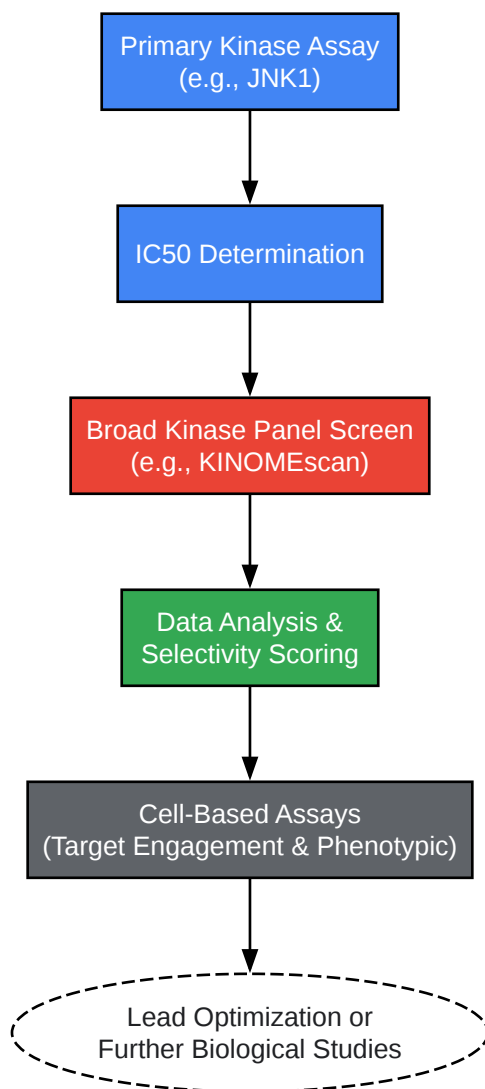 Primary Kinase Assay
(e.g., JNK1)
IC50 Determination
Broad Kinase Panel Screen
(e.g., KINOMEscan)
Data Analysis &
Selectivity Scoring
Cell-Based Assays
(Target Engagement & Phenotypic)
Lead Optimization or
Further Biological Studies